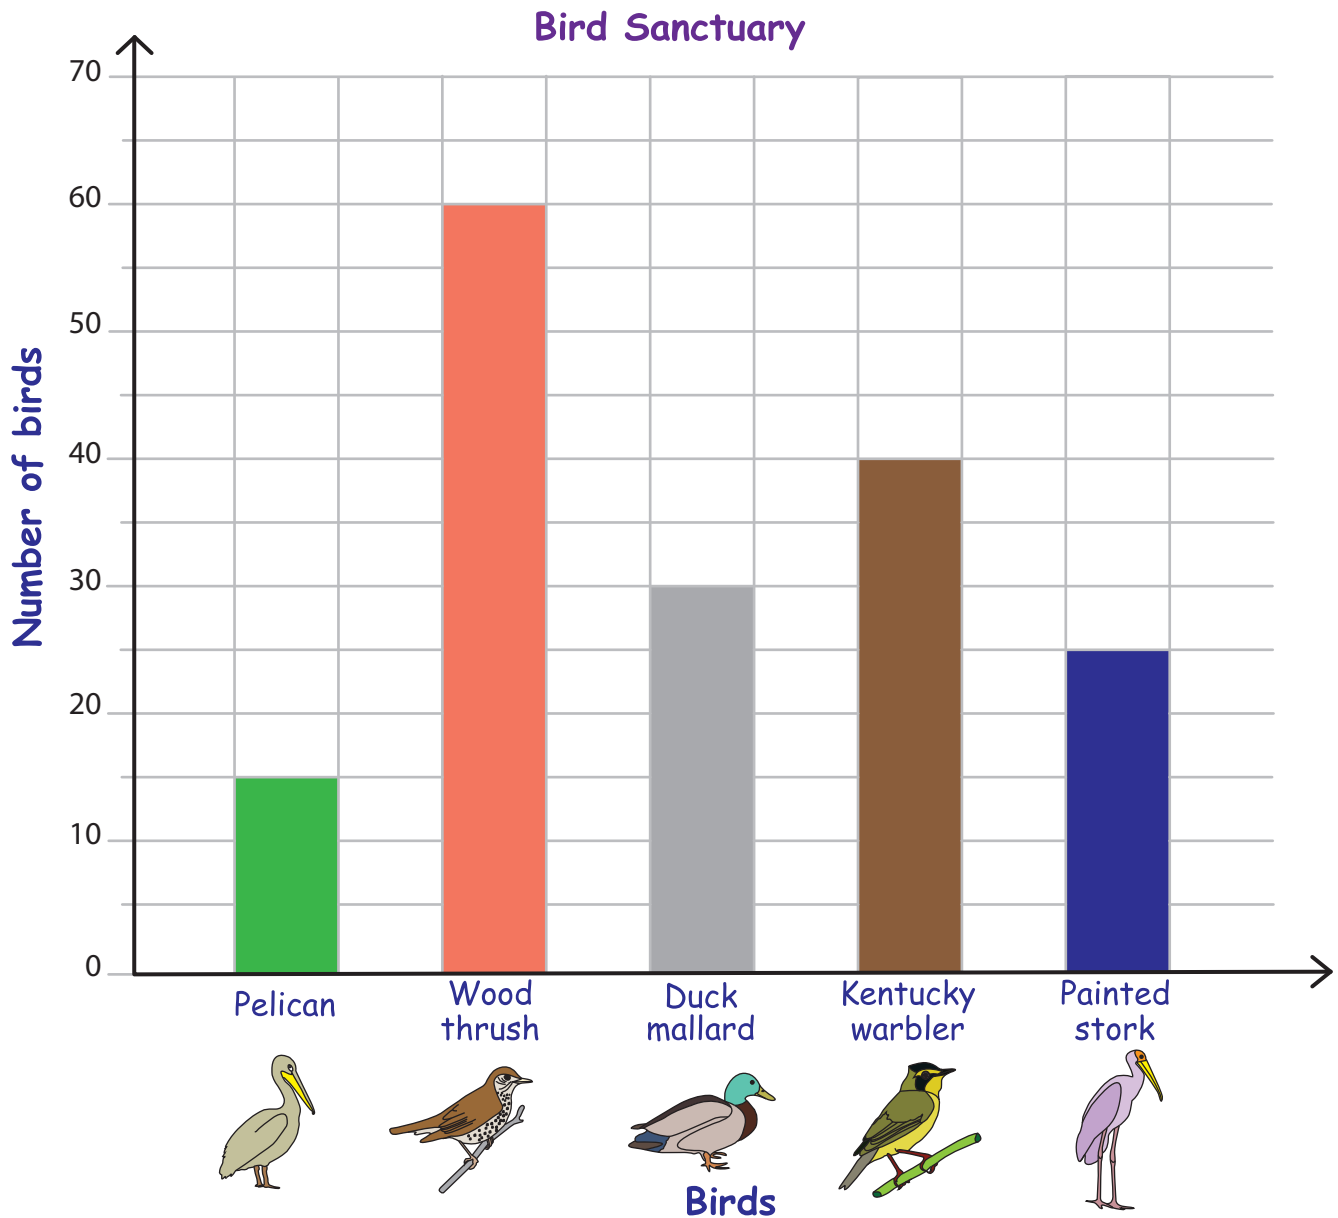 Bird Sanctuary
70
60
50
40
30
20
10
0
Number of birds
Pelican
Wood
thrush
Duck
mallard
Kentucky
warbler
Painted
stork
Birds